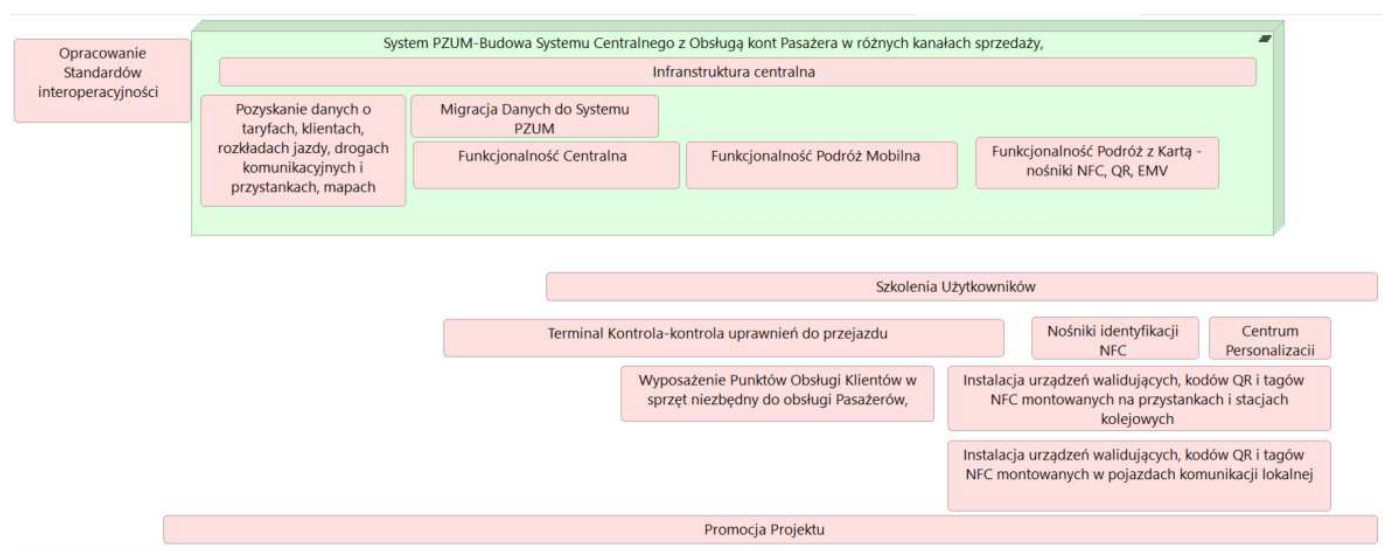 Opracowanie
Standardów
interoperacyjności
System PZUM-Budowa Systemu Centralnego z Obsługą kont Pasażera w różnych kanałach sprzedaży,
Infranstruktura centralna
Pozyskanie danych o
taryfach, klientach,
rozkładach jazdy, drogach
komunikacyjnych i
przystankach, mapach
Migracja Danych do Systemu
PZUM
Funkcjonalność Centralna
Funkcjonalność Podróż Mobilna
Funkcjonalność Podróż z Kartą -
nośniki NFC, QR, EMV
Szkolenia Użytkowników
Terminal Kontrola-kontrola uprawnień do przejazdu
Nośniki identyfikacji
NFC
Centrum
Personalizacii
Wyposażenie Punktów Obsługi Klientów w
sprzęt niezbędny do obsługi Pasażerów,
Instalacja urządzeń walidujących, kodów QR i tagów
NFC montowanych na przystankach i stacjach
kolejowych
Instalacja urządzeń walidujących, kodów QR i tagów
NFC montowanych w pojazdach komunikacji lokalnej
Promocja Projektu